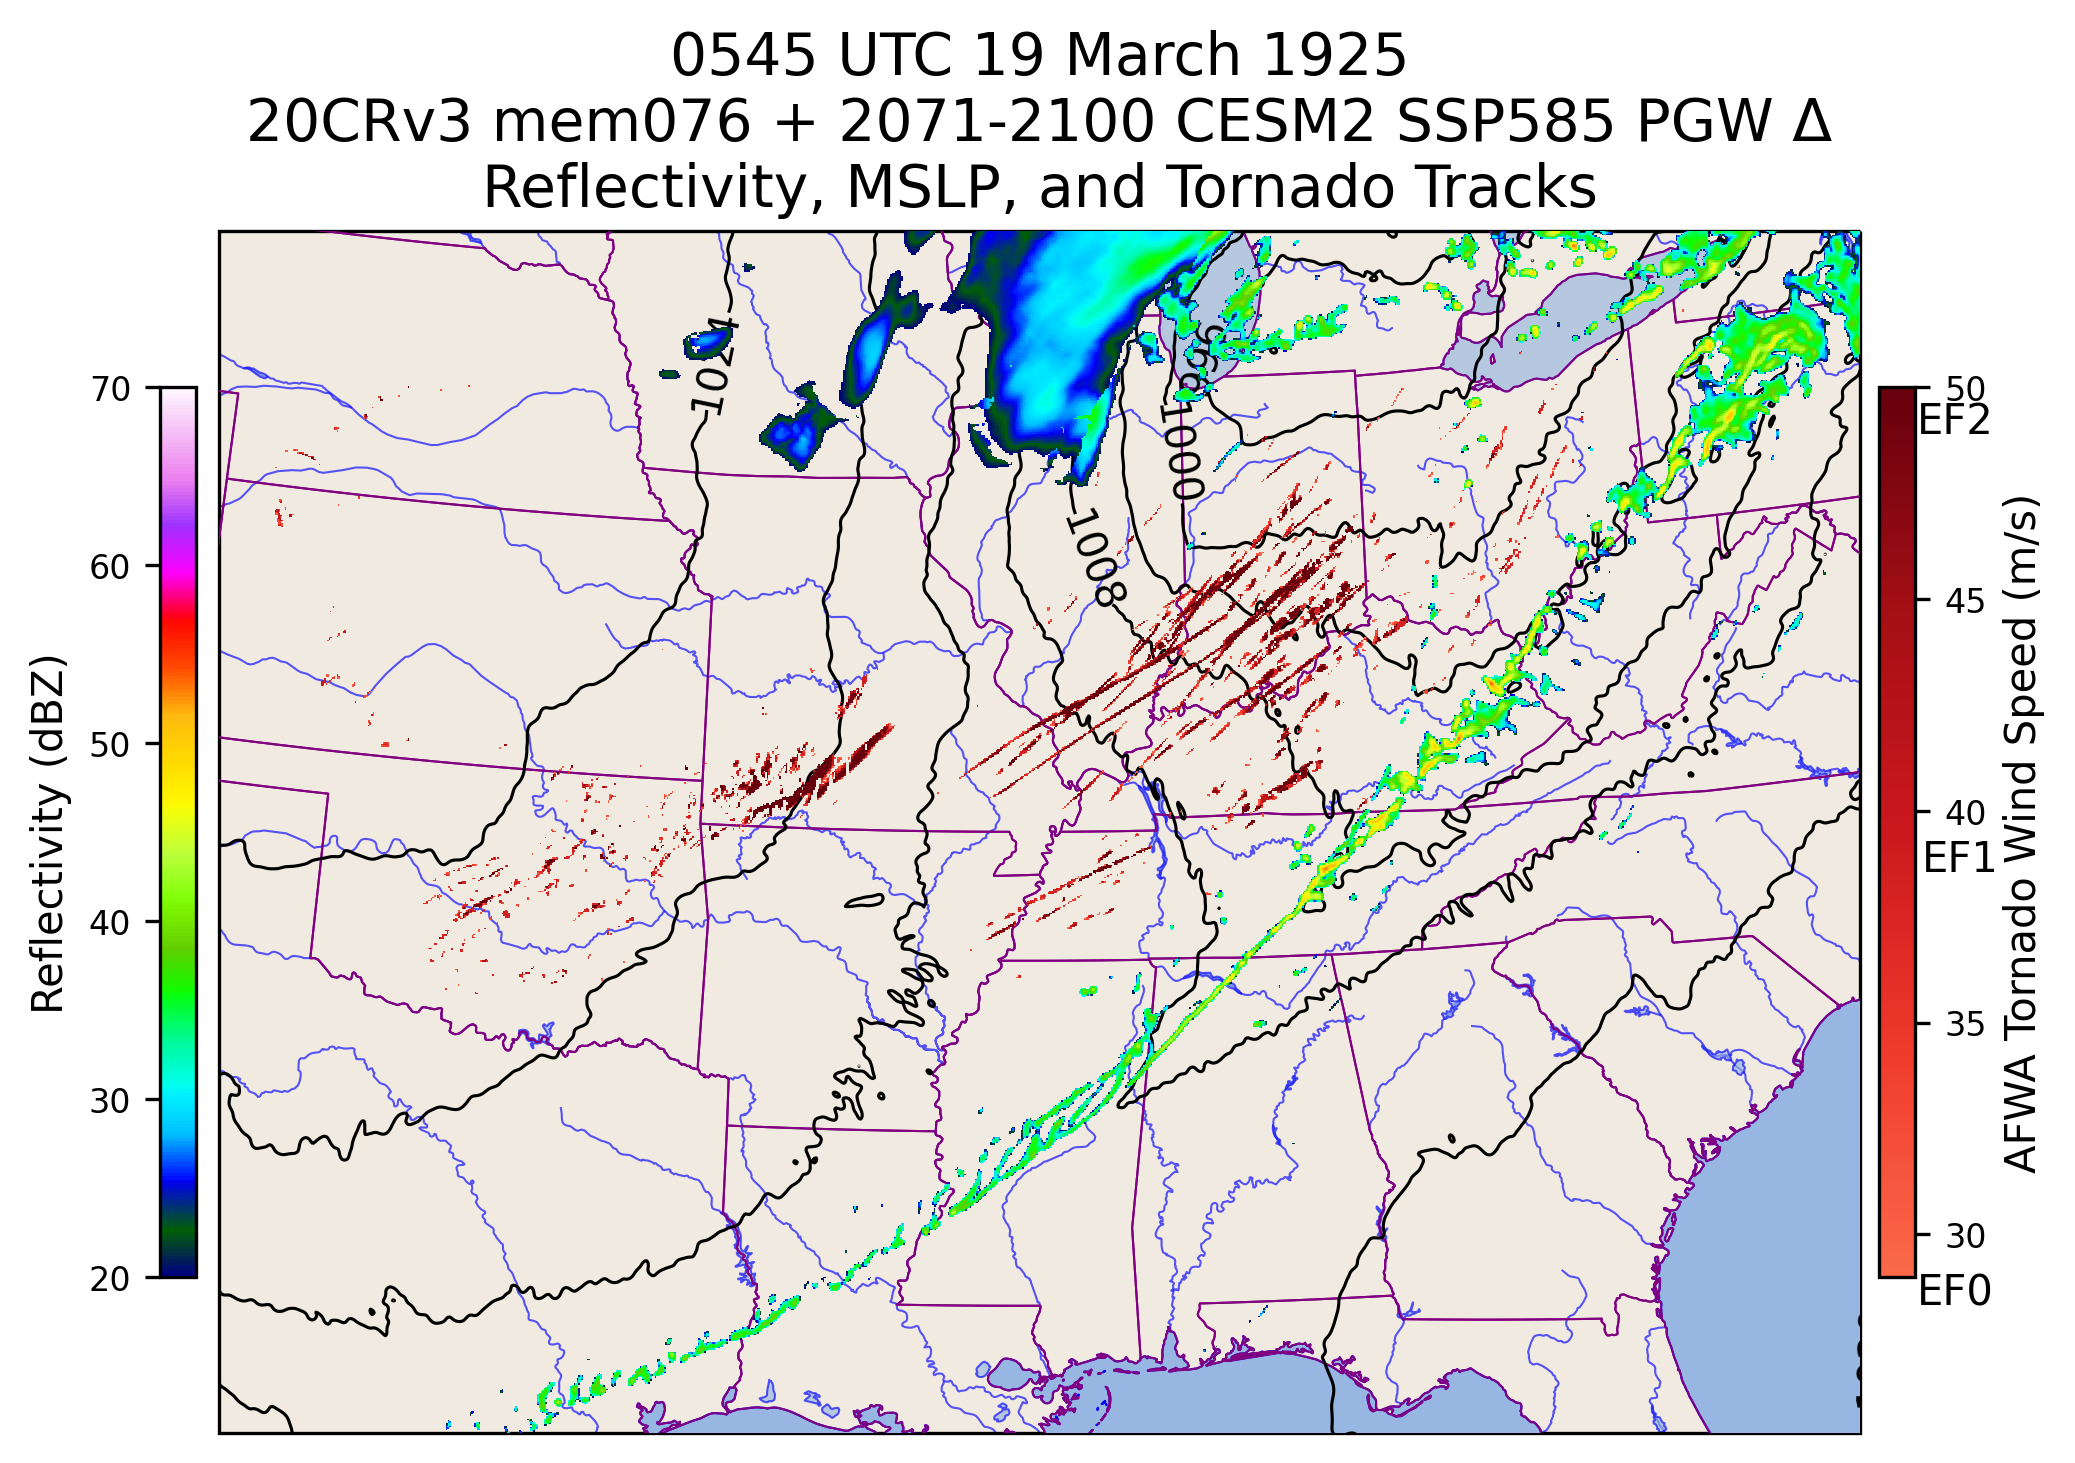 0545 UTC 19 March 1925
20CRv3 mem076 + 2071-2100 CESM2 SSP585 PGW Δ
Reflectivity, MSLP, and Tornado Tracks
70
60
50
40
30
20
Reflectivity (dBZ)
1024
996
1000
1008
50
EF2
45
40
EF1
35
30
EF0
AFWA Tornado Wind Speed (m/s)